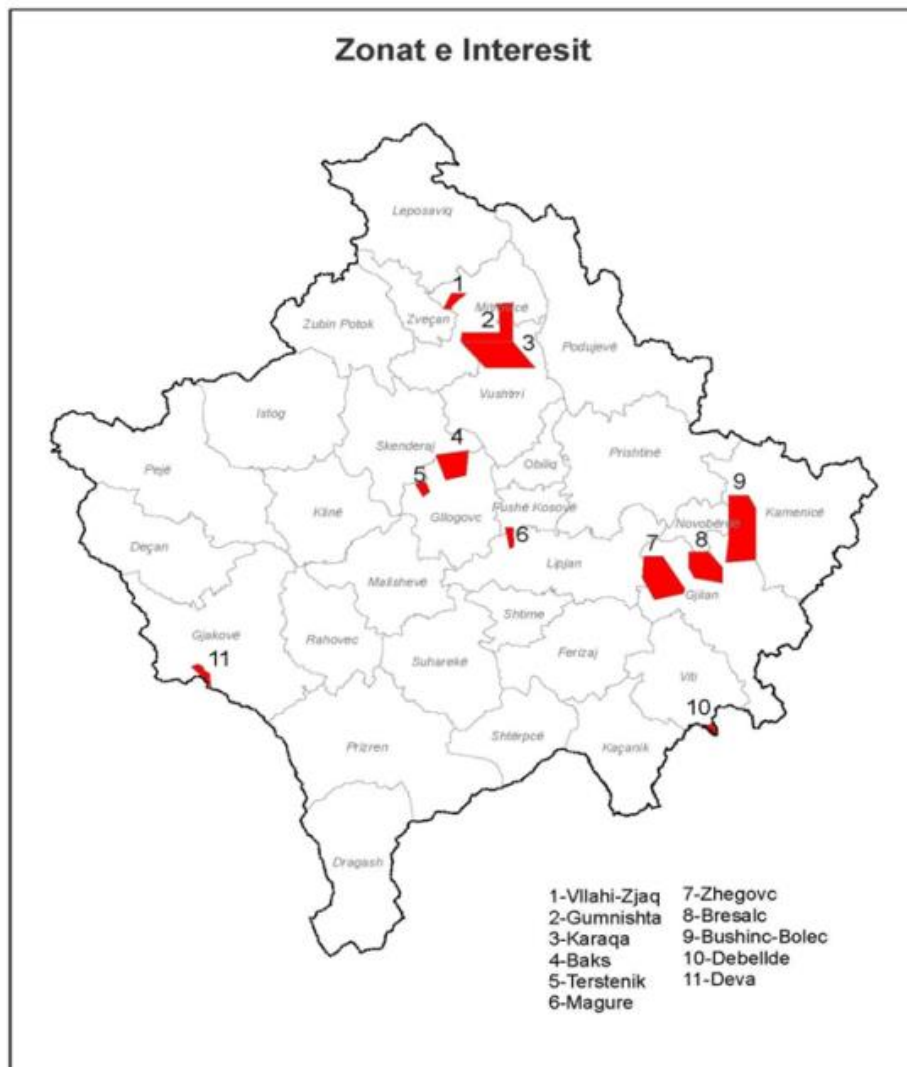 Zonat e Interesit
Leposaviq
1
Zveçan
Zubin Potok
2
3
Podujevë
Vushtrri
Istog
Skenderaj
4
Obiliq
Prishtinë
Pejë
5
9
Klinë
Gllogovc
Fushë Kosovë
Novobërdë
Kamenicë
Deçan
6
7
8
Lipjan
Malishevë
Gjilan
Shtime
Gjakovë
Rahovec
11
Suharekë
Ferizaj
Viti
10
Prizren
Shtërpcë
Kaçanik
Dragash
1-Vllahi-Zjaq
2-Gumnishta
3-Karaqa
4-Baks
5-Terstenik
6-Magure
7-Zhegovc
8-Bresalc
9-Bushinc-Bolec
10-Debellde
11-Deva